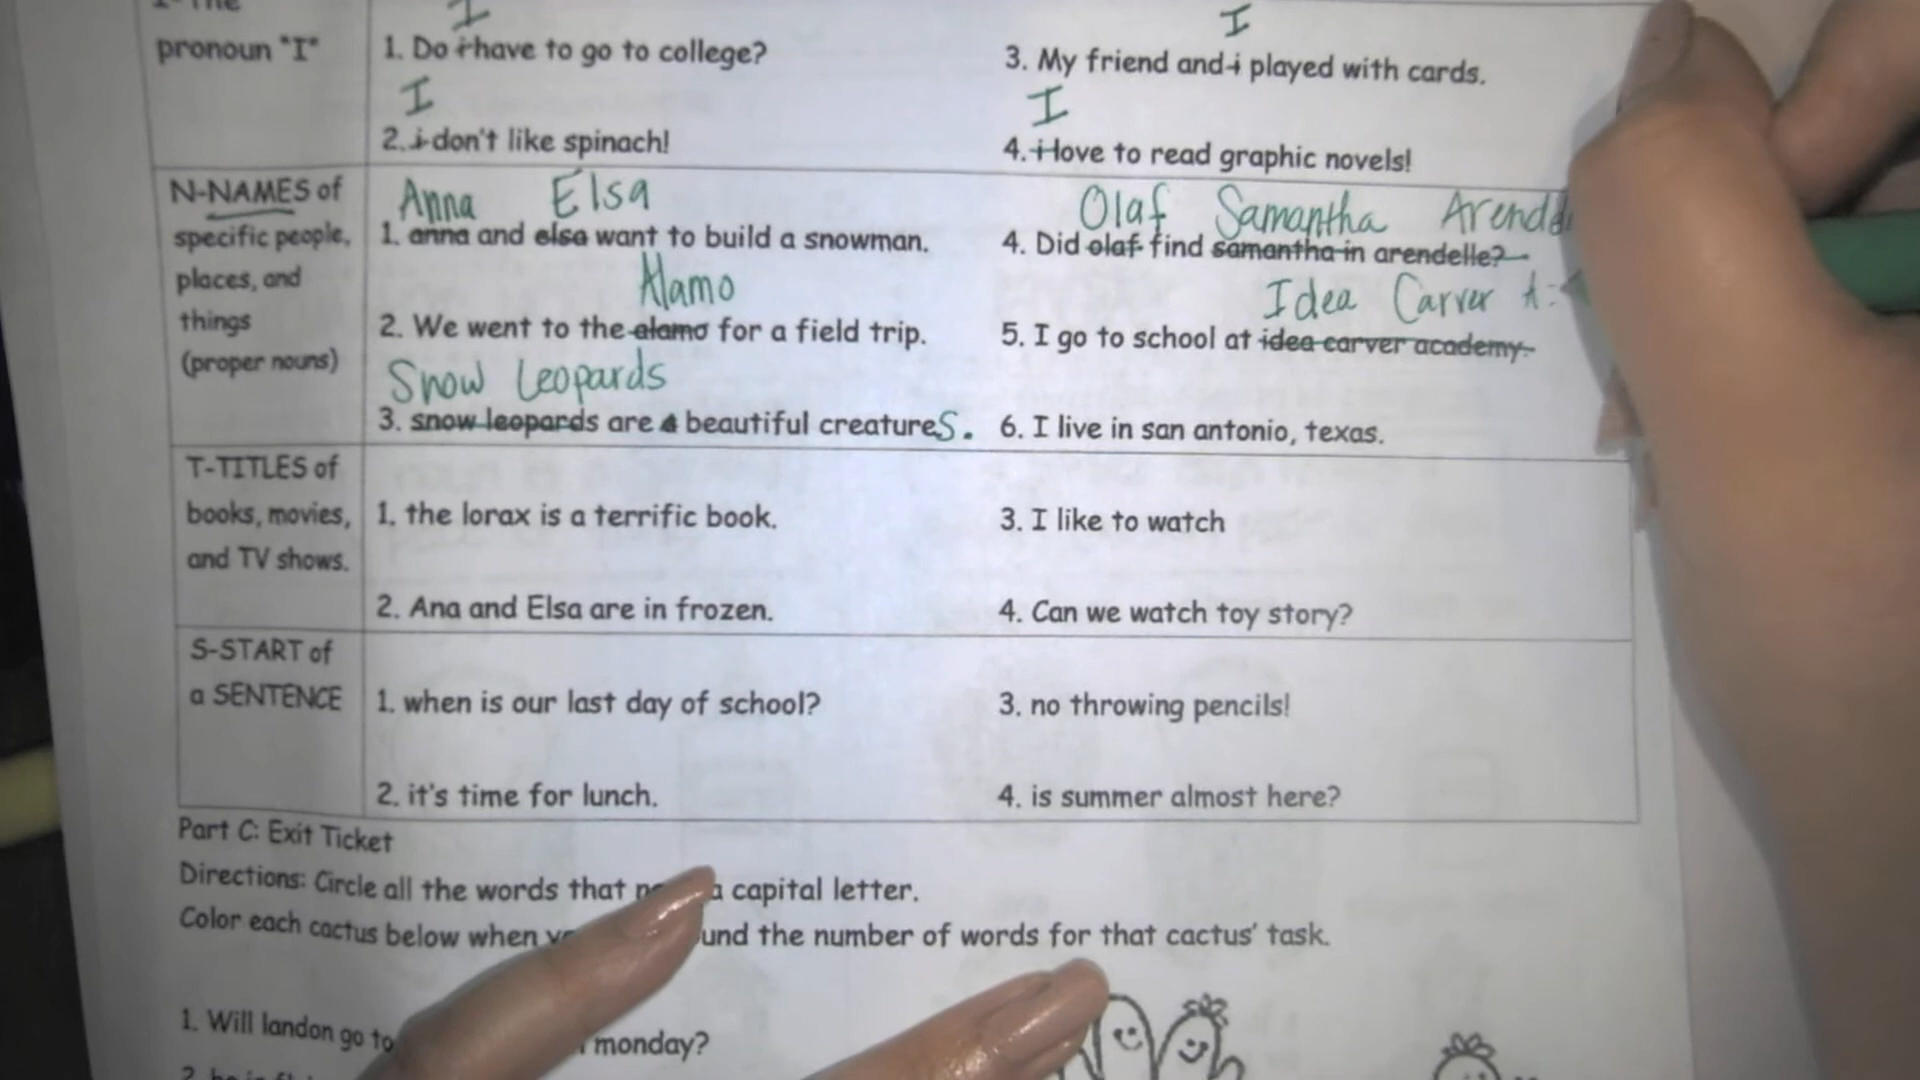 pronoun "I"
I
I
1. Do i have to go to college?
3. My friend and i played with cards.
I
I
2. i don't like spinach!
4. i love to read graphic novels!
N-NAMES of
specific people,
places, and
things
(proper nouns)
Anna Elsa
1. anna and elsa want to build a snowman.
Olaf Samantha
4. Did olaf find samantha in arendelle?
Alamo
2. We went to the alamo for a field trip.
Idea Carver A
5. I go to school at idea carver academy.
Snow Leopards
3. snow leopards are a beautiful creatures.
6. I live in san antonio, texas.
T-TITLES of
books, movies,
and TV shows.
1. the lorax is a terrific book.
3. I like to watch
2. Ana and Elsa are in frozen.
4. Can we watch toy story?
S-START of
a SENTENCE
1. when is our last day of school?
3. no throwing pencils!
2. it's time for lunch.
4. is summer almost here?
Part C: Exit Ticket
Directions: Circle all the words that a capital letter.
Color each cactus below when the number of words for that cactus' task.
1. Will landon go to monday?